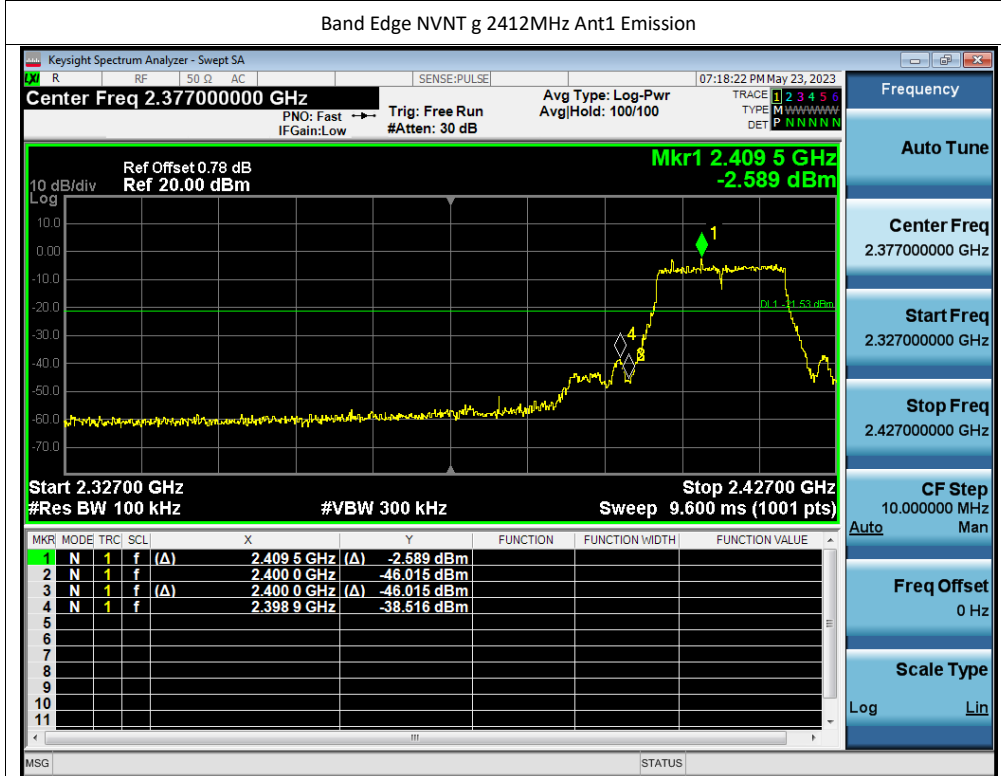 Band Edge NVNT g 2412MHz Ant1 Emission
Keysight Spectrum Analyzer - Swept SA
LXI R RF 50 Ω AC SENSE:PULSE 07:18:22 PM May 23, 2023
Center Freq 2.377000000 GHz
PNO: Fast
IFGain:Low
Trig: Free Run
#Atten: 30 dB
Avg Type: Log-Pwr
Avg|Hold: 100/100
TRACE 1 2 3 4 5 6
TYPE M W W W W W
DET P N N N N N
Ref Offset 0.78 dB
10 dB/div Ref 20.00 dBm
Log
Mkr1 2.409 5 GHz
-2.589 dBm
10.0
0.00
-10.0
-20.0
-30.0
-40.0
-50.0
-60.0
-70.0
1
DL1 -21.53 dBm
4
Start 2.32700 GHz Stop 2.42700 GHz
#Res BW 100 kHz #VBW 300 kHz Sweep 9.600 ms (1001 pts)
MKR MODE TRC SCL X Y FUNCTION FUNCTION WIDTH FUNCTION VALUE
1 N 1 f (Δ) 2.409 5 GHz (Δ) -2.589 dBm
2 N 1 f 2.400 0 GHz -46.015 dBm
3 N 1 f (Δ) 2.400 0 GHz (Δ) -46.015 dBm
4 N 1 f 2.398 9 GHz -38.516 dBm
5
6
7
8
9
10
11
MSG STATUS
Frequency
Auto Tune
Center Freq
2.377000000 GHz
Start Freq
2.327000000 GHz
Stop Freq
2.427000000 GHz
CF Step
10.000000 MHz
Auto Man
Freq Offset
0 Hz
Scale Type
Log Lin